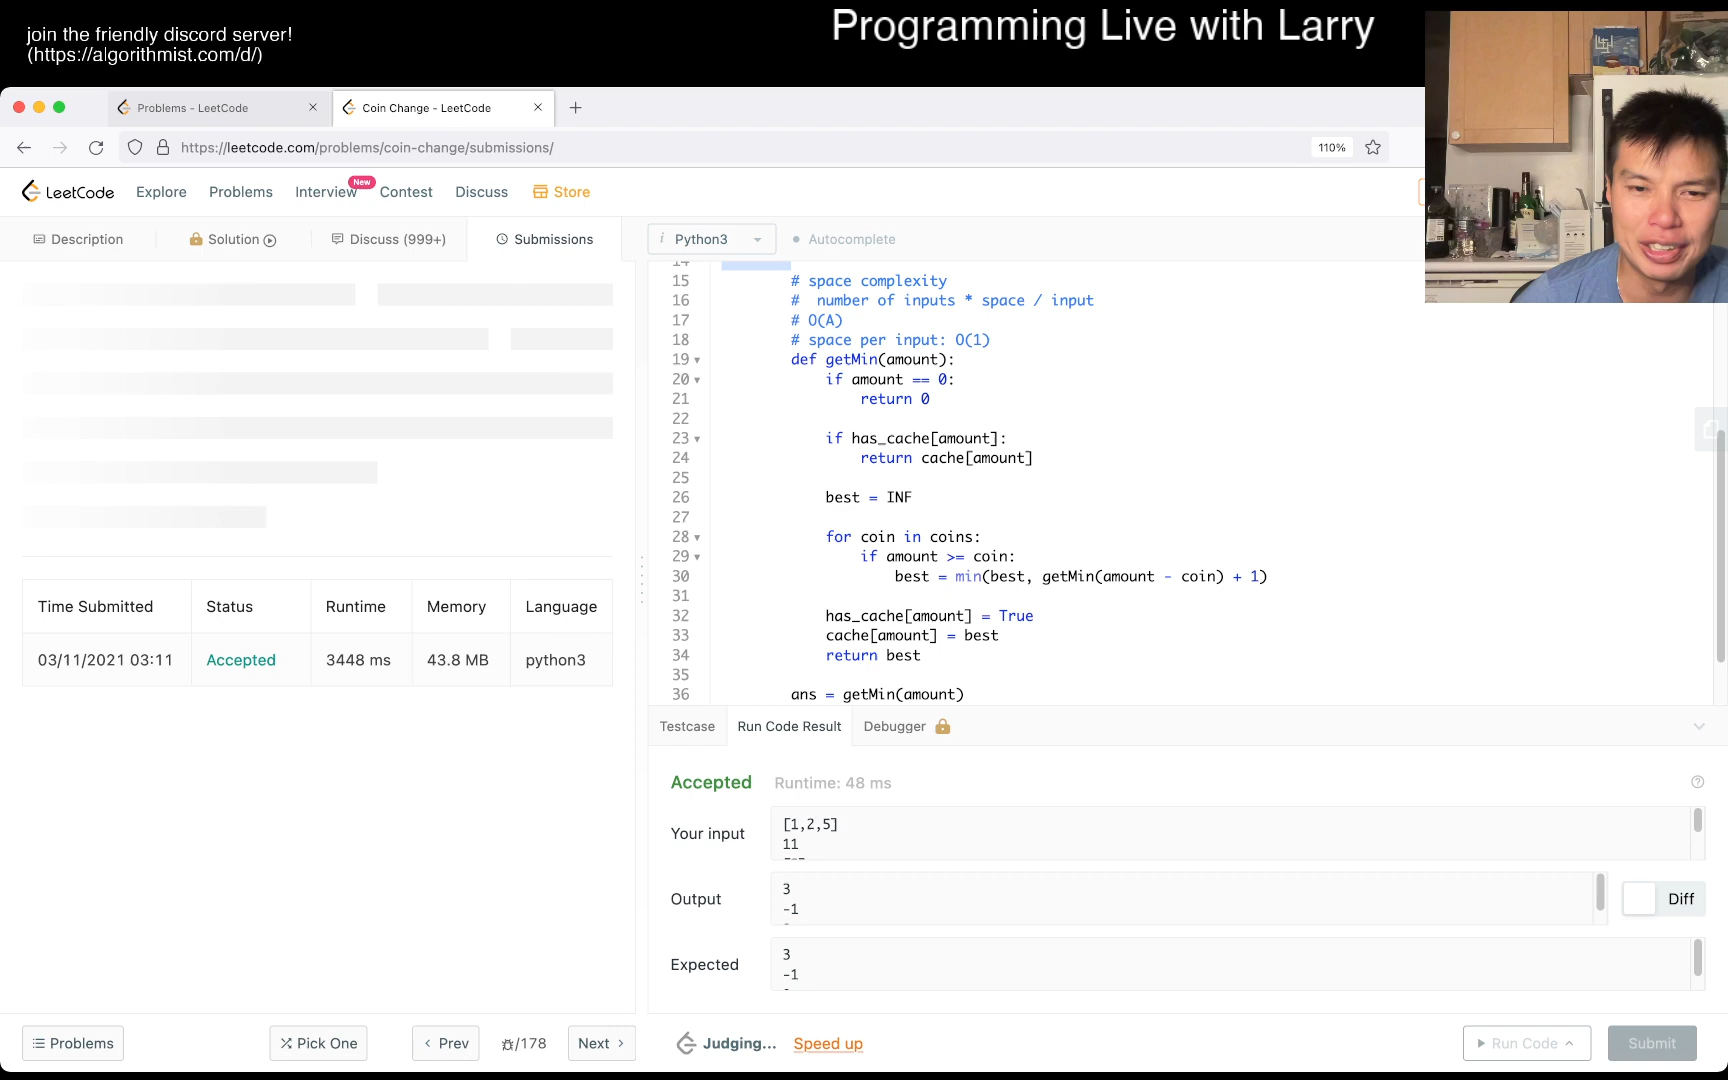 join the friendly discord server!
(https://algorithmist.com/d/)
Programming Live with Larry
Problems - LeetCode
Coin Change - LeetCode
https://leetcode.com/problems/coin-change/submissions/
110%
LeetCode
Explore
Problems
Interview
New
Contest
Discuss
Store
Description
Solution
Discuss (999+)
Submissions
i Python3
Autocomplete
14
15 # space complexity
16 #  number of inputs * space / input
17 # O(A)
18 # space per input: O(1)
19 def getMin(amount):
20 if amount == 0:
21 return 0
22
23 if has_cache[amount]:
24 return cache[amount]
25
26 best = INF
27
28 for coin in coins:
29 if amount >= coin:
30 best = min(best, getMin(amount - coin) + 1)
31
32 has_cache[amount] = True
33 cache[amount] = best
34 return best
35
36 ans = getMin(amount)
Time Submitted Status Runtime Memory Language
03/11/2021 03:11 Accepted 3448 ms 43.8 MB python3
Testcase
Run Code Result
Debugger
Accepted Runtime: 48 ms
Your input
[1,2,5]
11
Output
3
-1
Diff
Expected
3
-1
Problems
Pick One
Prev
/178
Next
Judging...
Speed up
Run Code
Submit